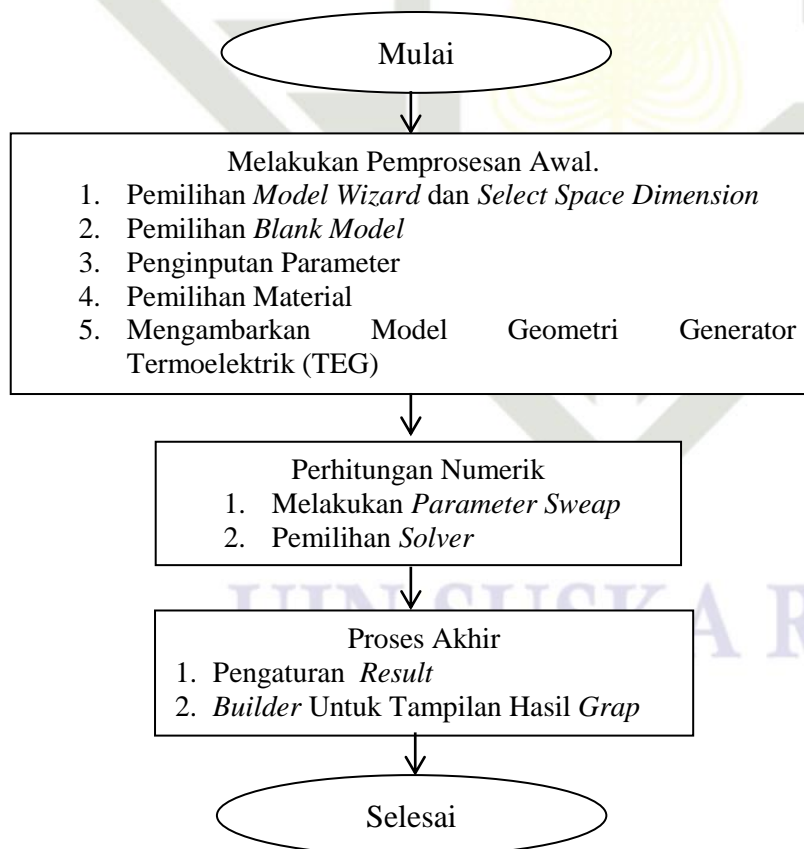 Mulai
Melakukan Pemprosesan Awal.
1. Pemilihan Model Wizard dan Select Space Dimension
2. Pemilihan Blank Model
3. Penginputan Parameter
4. Pemilihan Material
5. Mengambarkan Model Geometri Generator
Termoelektrik (TEG)
Perhitungan Numerik
1. Melakukan Parameter Sweap
2. Pemilihan Solver
UIN SUSKA R
Proses Akhir
1. Pengaturan Result
2. Builder Untuk Tampilan Hasil Grap
Selesai